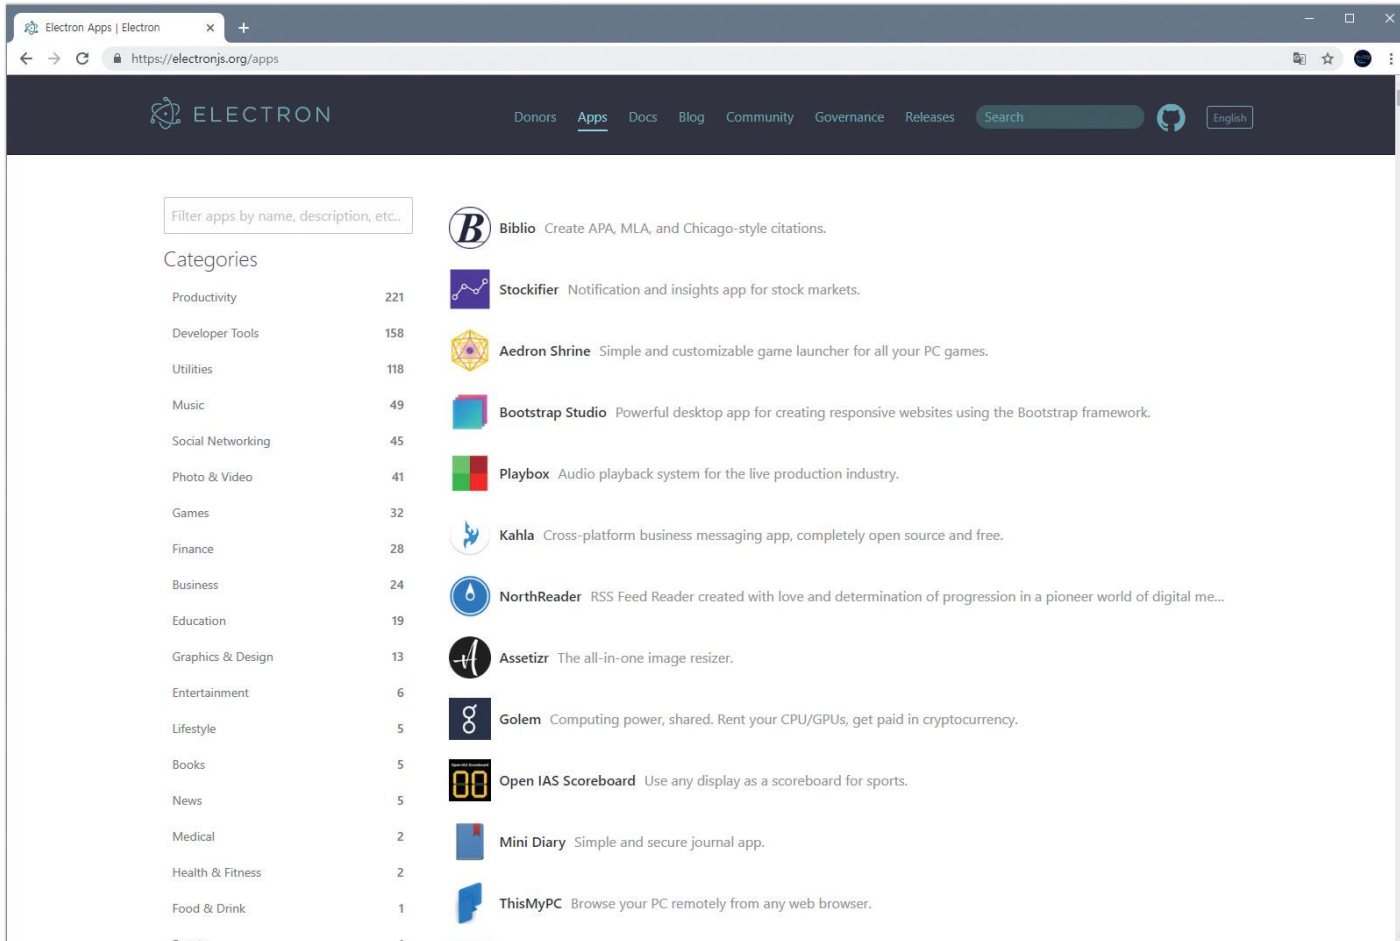 Electron Apps | Electron
https://electronjs.org/apps
ELECTRON
Donors Apps Docs Blog Community Governance Releases Search English
Filter apps by name, description, etc..
Categories
Productivity 221
Developer Tools 158
Utilities 118
Music 49
Social Networking 45
Photo & Video 41
Games 32
Finance 28
Business 24
Education 19
Graphics & Design 13
Entertainment 6
Lifestyle 5
Books 5
News 5
Medical 2
Health & Fitness 2
Food & Drink 1
B Biblio Create APA, MLA, and Chicago-style citations.
Stockifier Notification and insights app for stock markets.
Aedron Shrine Simple and customizable game launcher for all your PC games.
Bootstrap Studio Powerful desktop app for creating responsive websites using the Bootstrap framework.
Playbox Audio playback system for the live production industry.
Kahla Cross-platform business messaging app, completely open source and free.
NorthReader RSS Feed Reader created with love and determination of progression in a pioneer world of digital me...
A Assetizr The all-in-one image resizer.
g Golem Computing power, shared. Rent your CPU/GPUs, get paid in cryptocurrency.
Open IAS Scoreboard
00 Open IAS Scoreboard Use any display as a scoreboard for sports.
Mini Diary Simple and secure journal app.
ThisMyPC Browse your PC remotely from any web browser.